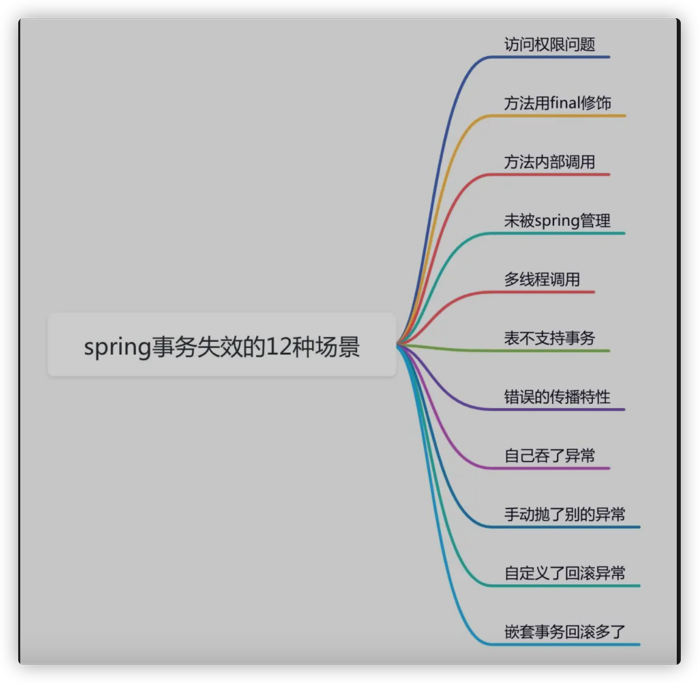 访问权限问题
方法用final修饰
方法内部调用
未被spring管理
多线程调用
spring事务失效的12种场景
表不支持事务
错误的传播特性
自己吞了异常
手动抛了别的异常
自定义了回滚异常
嵌套事务回滚多了